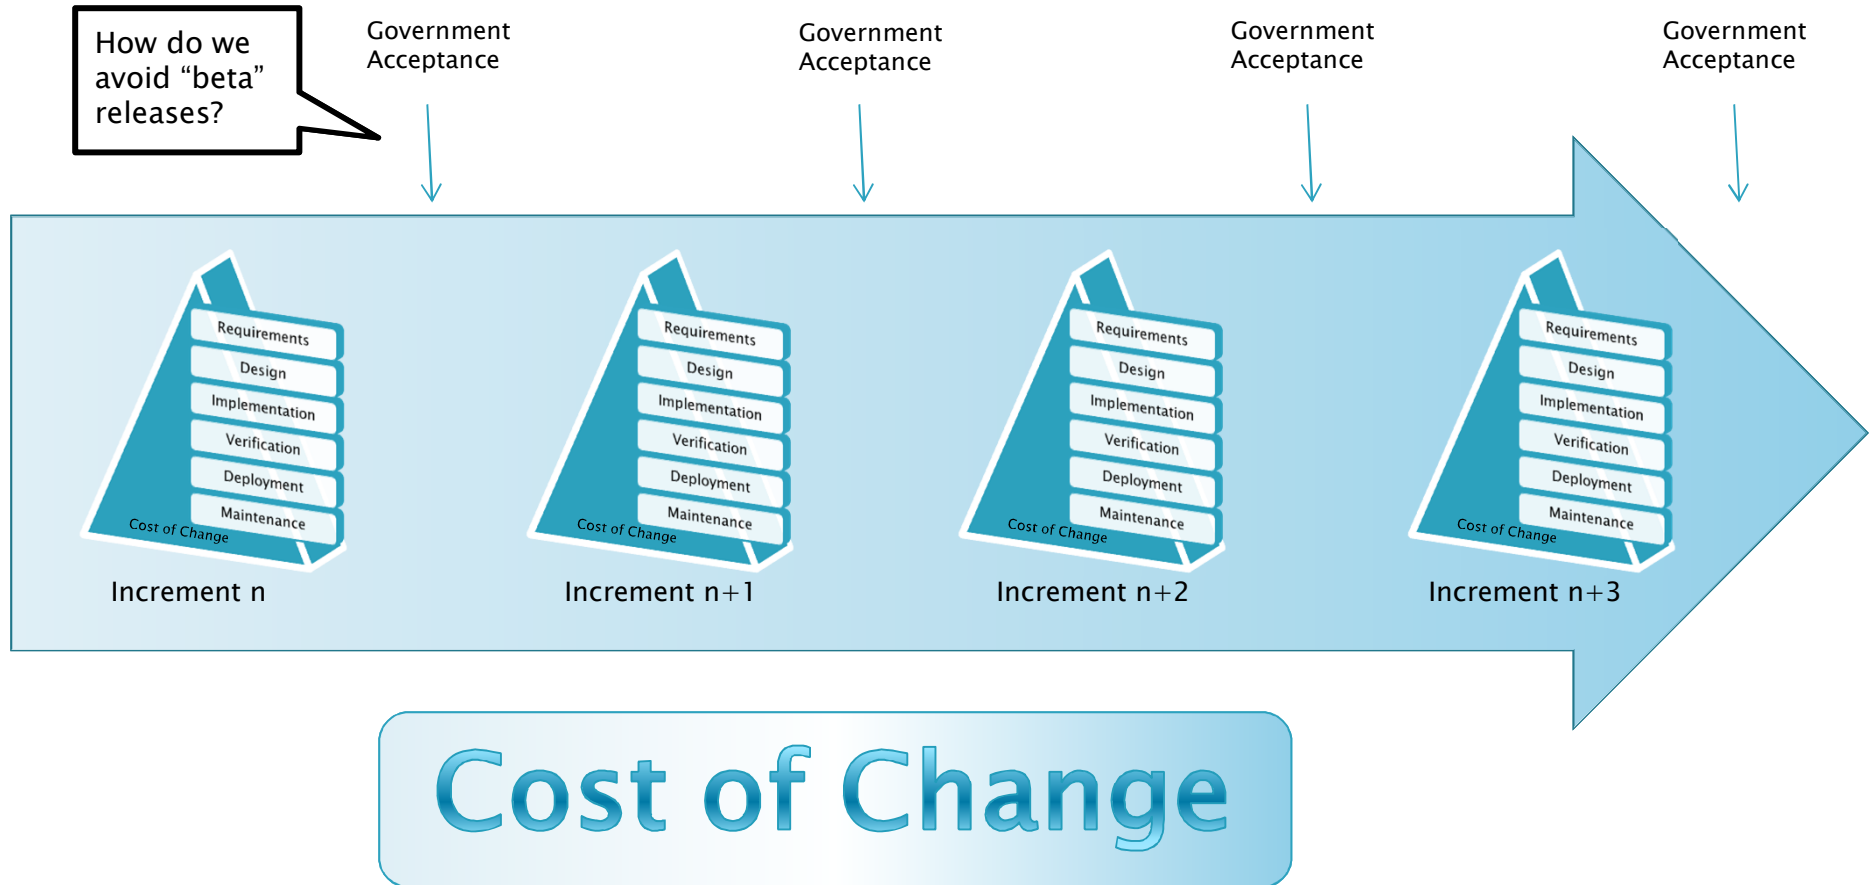 How do we
avoid “beta”
releases?
Government
Acceptance
Government
Acceptance
Government
Acceptance
Government
Acceptance
Requirements
Design
Implementation
Verification
Deployment
Maintenance
Cost of Change
Increment n
Requirements
Design
Implementation
Verification
Deployment
Maintenance
Cost of Change
Increment n+1
Requirements
Design
Implementation
Verification
Deployment
Maintenance
Cost of Change
Increment n+2
Requirements
Design
Implementation
Verification
Deployment
Maintenance
Cost of Change
Increment n+3
Cost of Change